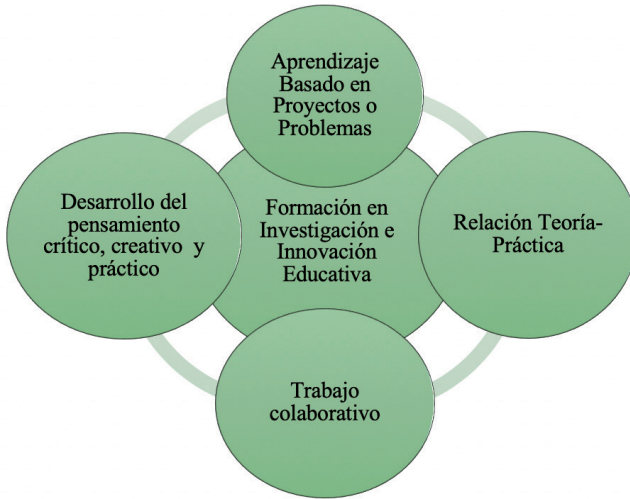 Aprendizaje
Basado en
Proyectos o
Problemas
Desarrollo del
pensamiento
crítico, creativo y
práctico
Formación en
Investigación e
Innovación
Educativa
Relación Teoría-
Práctica
Trabajo
colaborativo